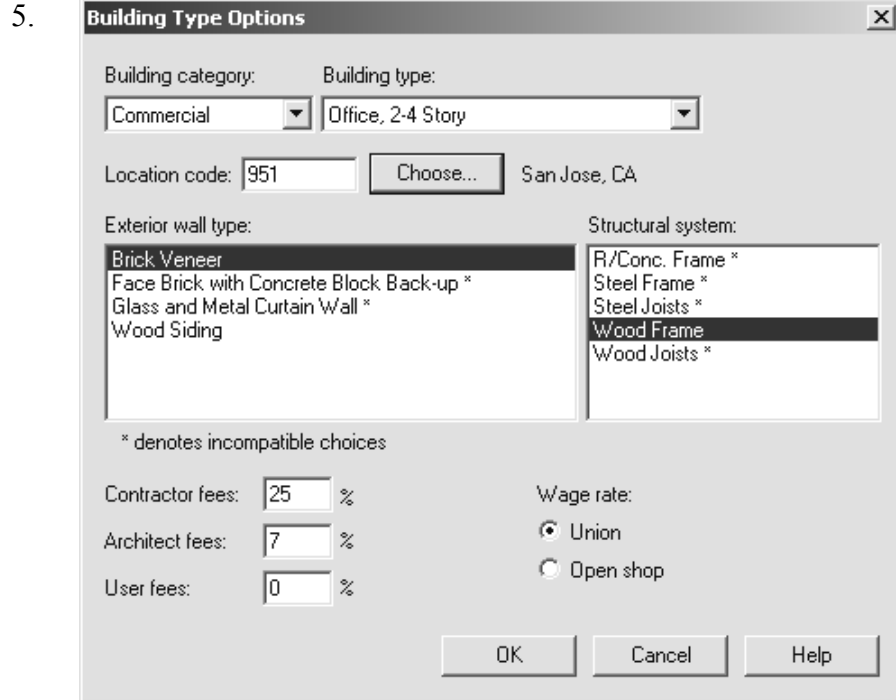 5.
Building Type Options
Building category: Building type:
Commercial Office, 2-4 Story
Location code: 951 Choose... San Jose, CA
Exterior wall type: Structural system:
Brick Veneer R/Conc. Frame *
Face Brick with Concrete Block Back-up * Steel Frame *
Glass and Metal Curtain Wall * Steel Joists *
Wood Siding Wood Frame
Wood Joists *
* denotes incompatible choices
Contractor fees: 25 % Wage rate:
Union
Architect fees: 7 %
Open shop
User fees: 0 %
OK Cancel Help